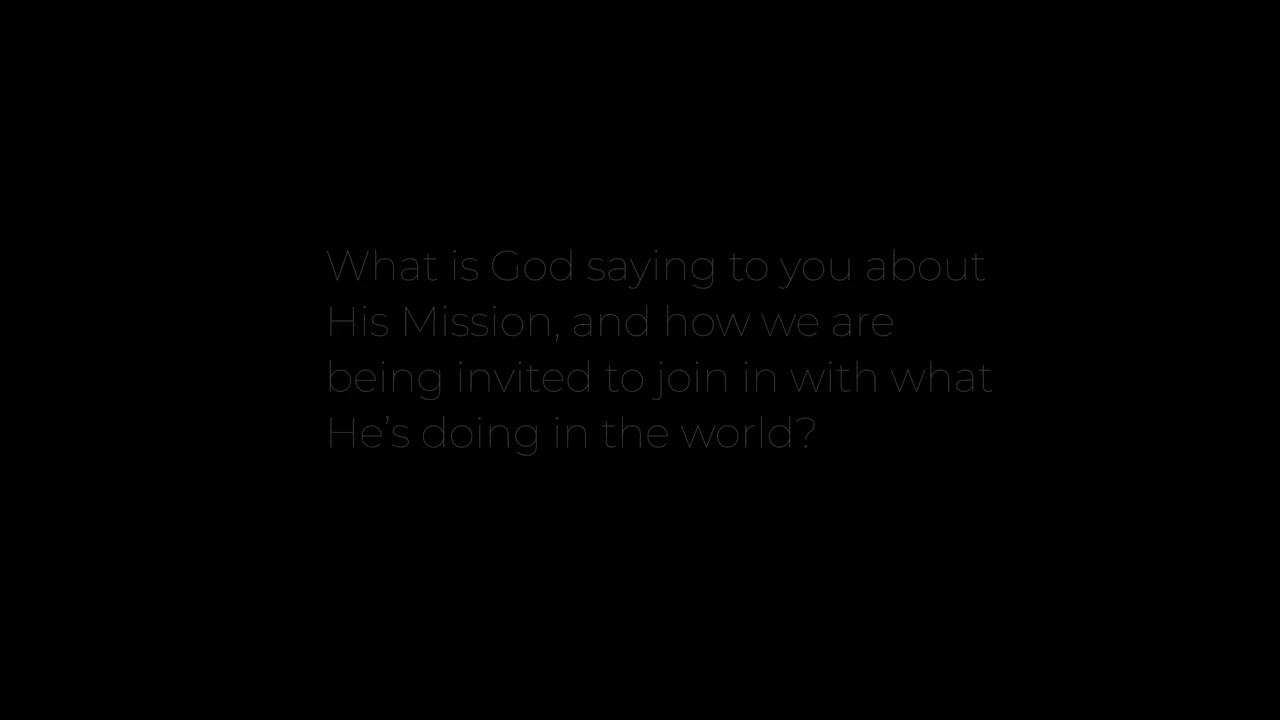 What is God saying to you about
His Mission, and how we are
being invited to join in with what
He’s doing in the world?